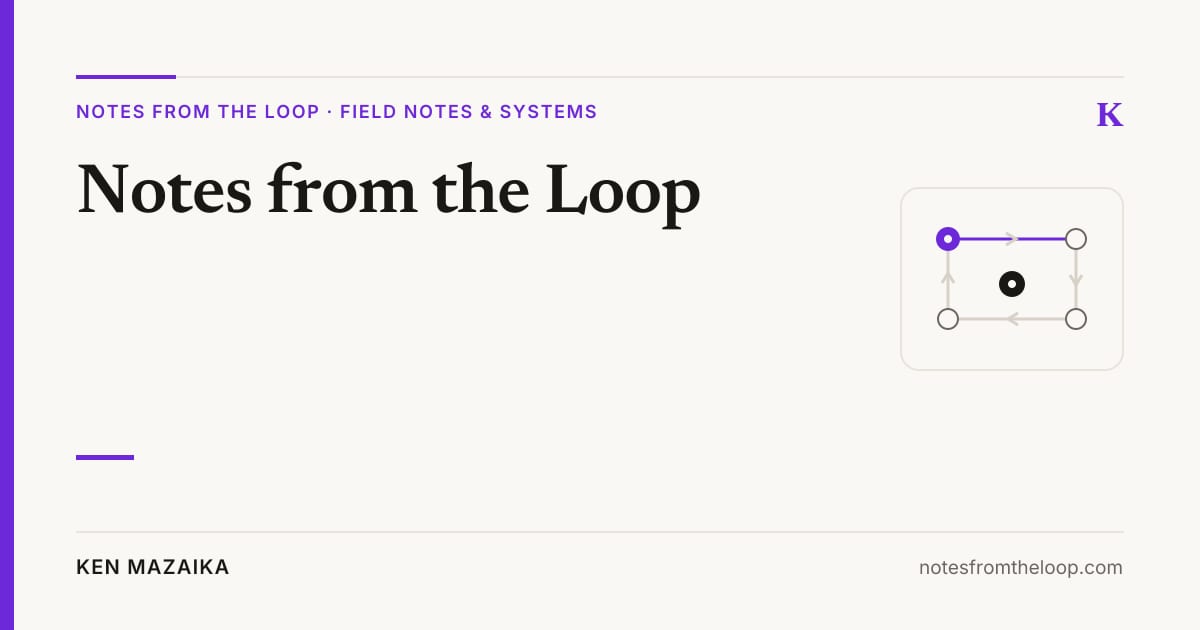 NOTES FROM THE LOOP · FIELD NOTES & SYSTEMS
K
Notes from the Loop
KEN MAZAIKA
notesfromtheloop.com